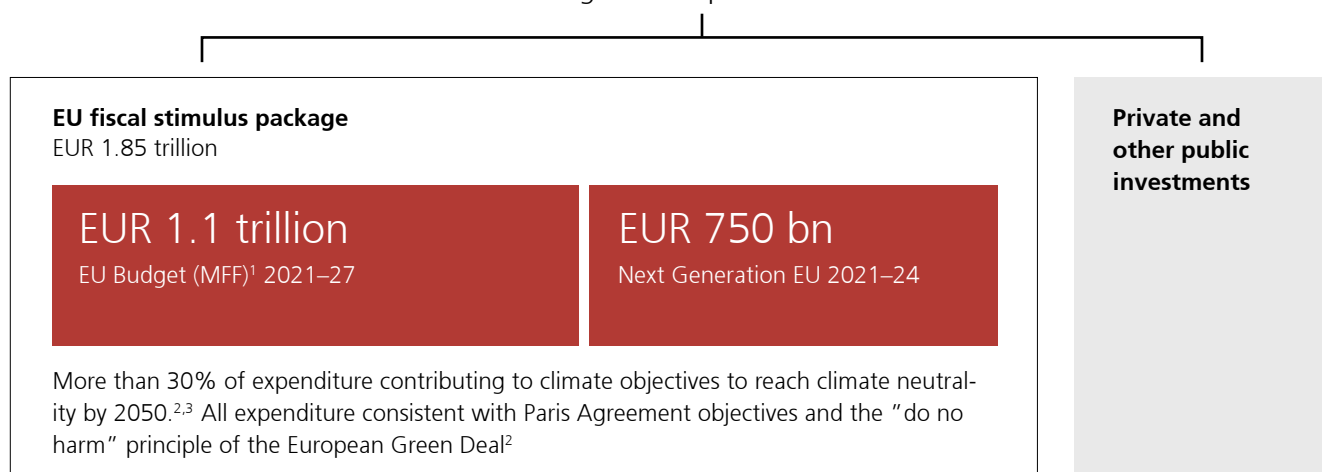 EU fiscal stimulus package
EUR 1.85 trillion
EUR 1.1 trillion
EU Budget (MFF)¹ 2021–27
EUR 750 bn
Next Generation EU 2021–24
More than 30% of expenditure contributing to climate objectives to reach climate neutral-
ity by 2050.²,³ All expenditure consistent with Paris Agreement objectives and the “do no
harm” principle of the European Green Deal²
Private and
other public
investments